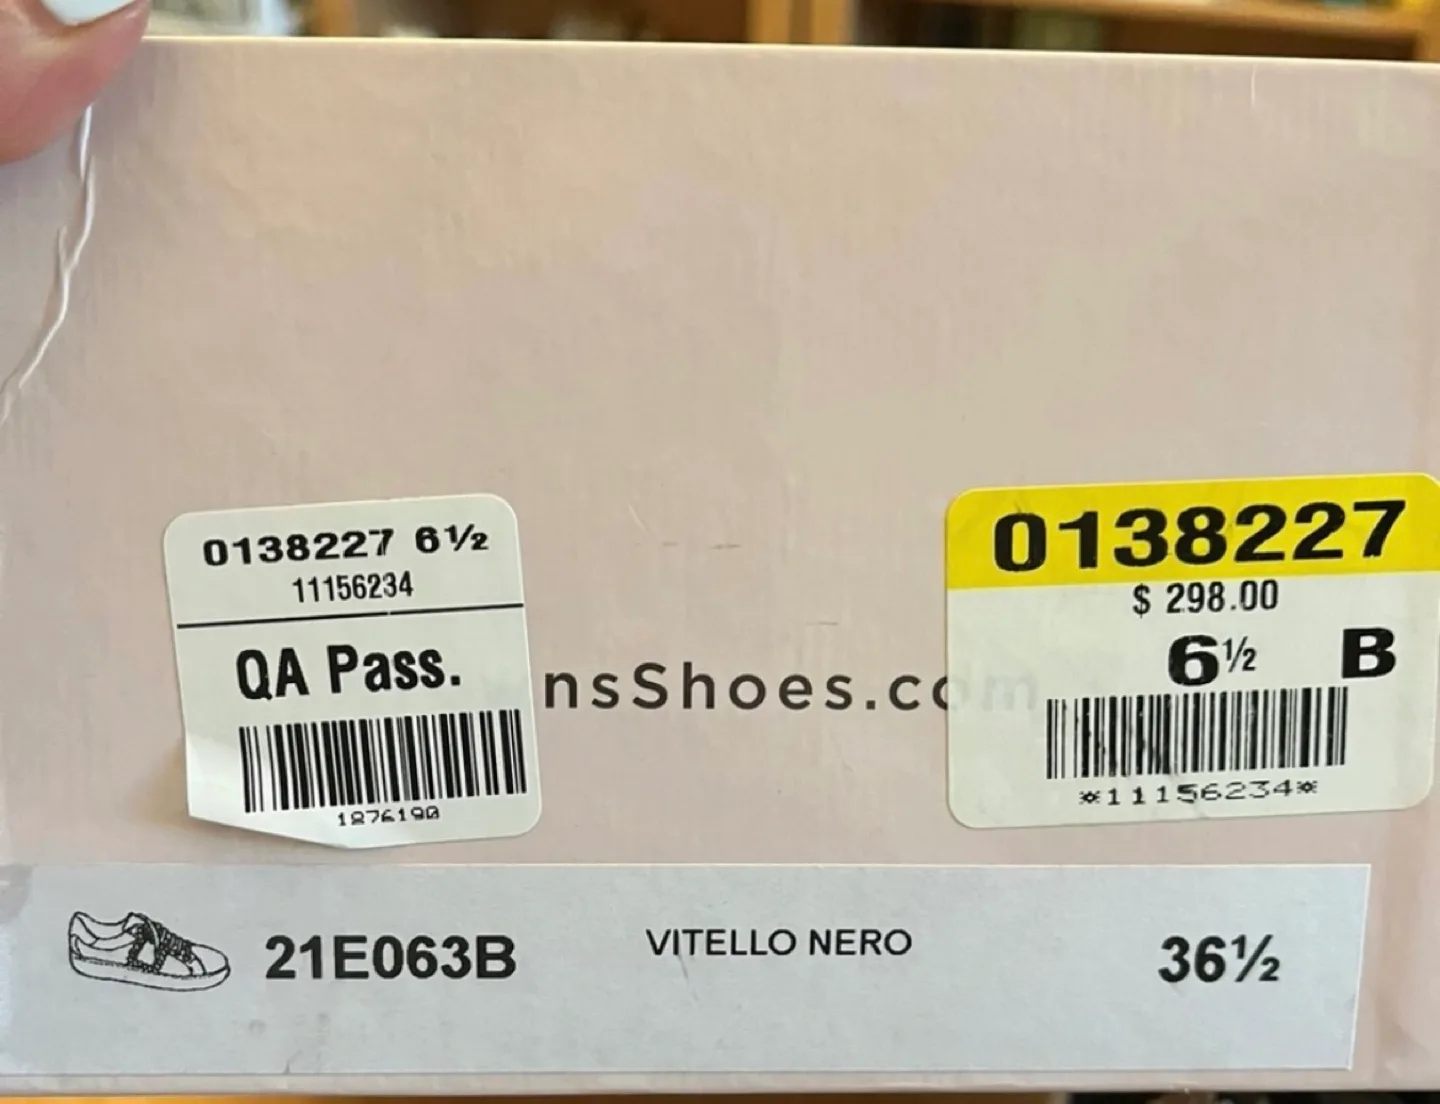 0138227 6½
11156234
QA Pass.
1876190
nsShoes.com
0138227
$ 298.00
6½ B
*11156234*
21E063B VITELLO NERO 36½